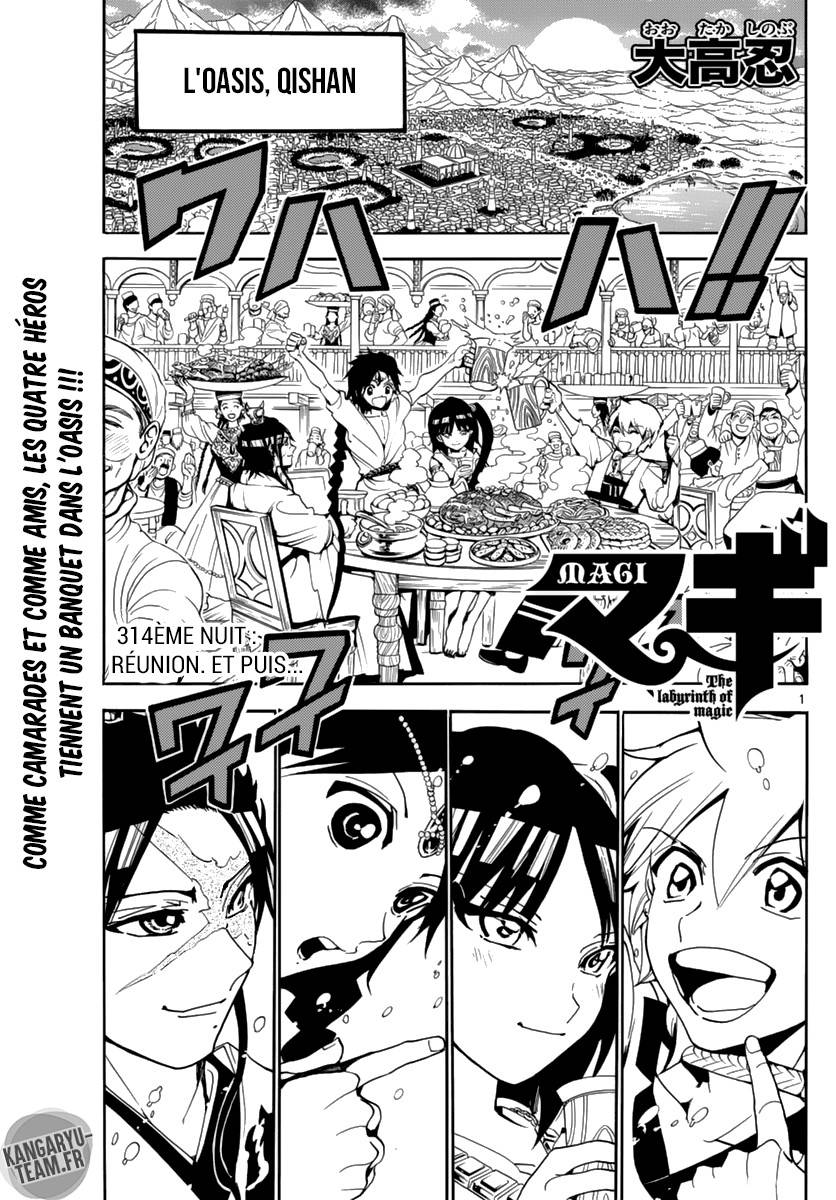 L'OASIS, QISHAN
おお たか しのぶ
大高忍
ワハハハ!!
COMME CAMARADES ET COMME AMIS, LES QUATRE HÉROS
TIENNENT UN BANQUET DANS L'OASIS !!!
MAGI
マギ
The
labyrinth of
magic
314ÈME NUIT :
RÉUNION. ET PUIS...
1
ワイワイ
KANGARYU-
TEAM.FR